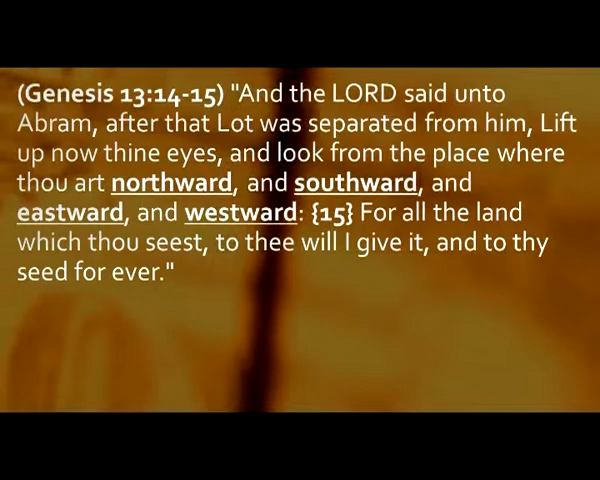 (Genesis 13:14-15) "And the LORD said unto
Abram, after that Lot was separated from him, Lift
up now thine eyes, and look from the place where
thou art northward, and southward, and
eastward, and westward: {15} For all the land
which thou seest, to thee will I give it, and to thy
seed for ever."